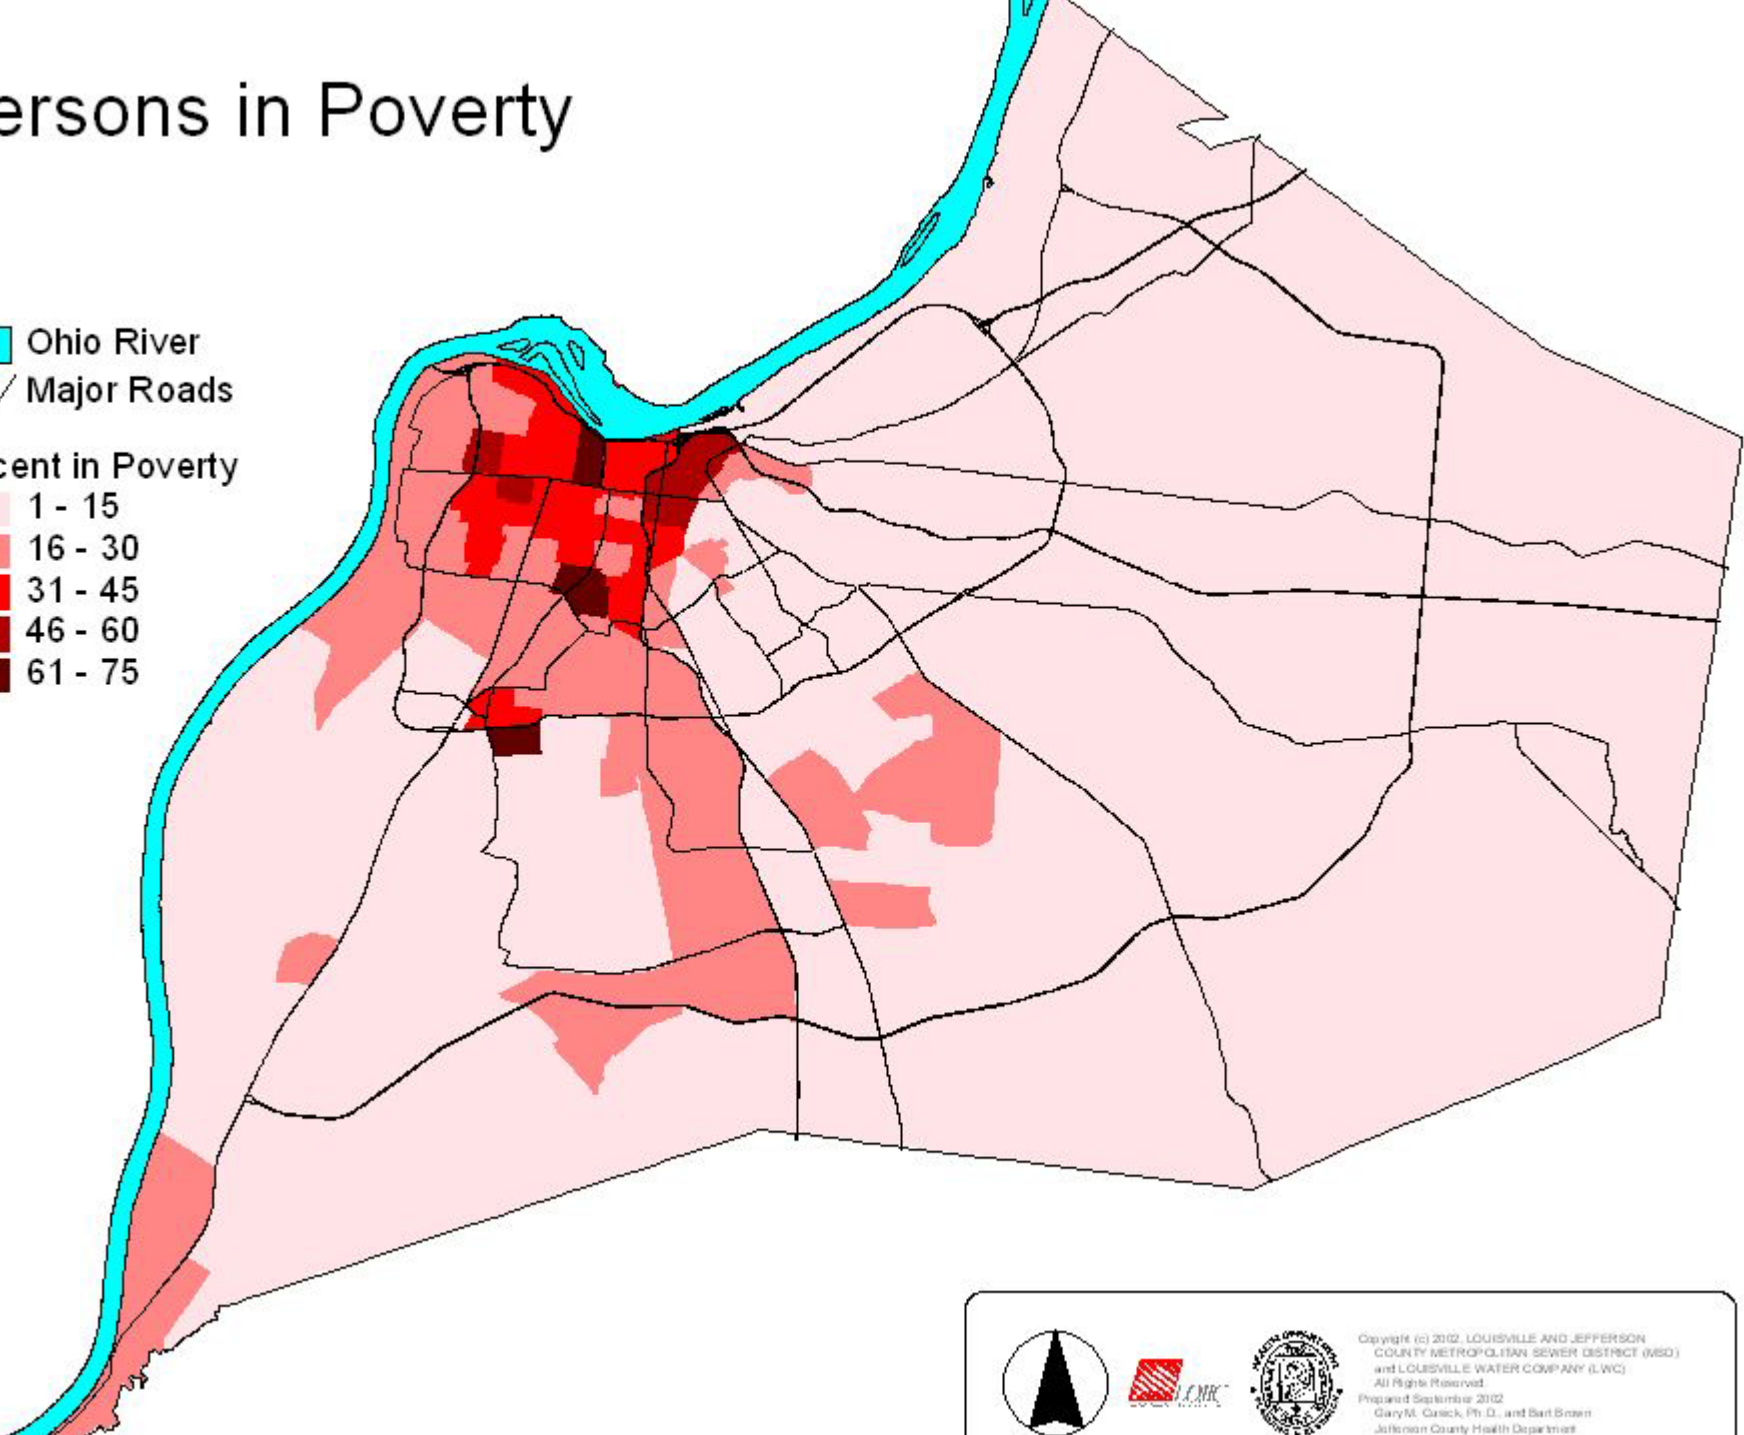 ersons in Poverty
Ohio River
Major Roads
cent in Poverty
1 - 15
16 - 30
31 - 45
46 - 60
61 - 75
Copyright (c) 2002, LOUISVILLE AND JEFFERSON
COUNTY METROPOLITAN SEWER DISTRICT (MSD)
and LOUISVILLE WATER COMPANY (LWC)
All Rights Reserved.
Prepared September 2002
Gary M. Cusick, Ph.D., and Bart Brown
Jefferson County Health Department